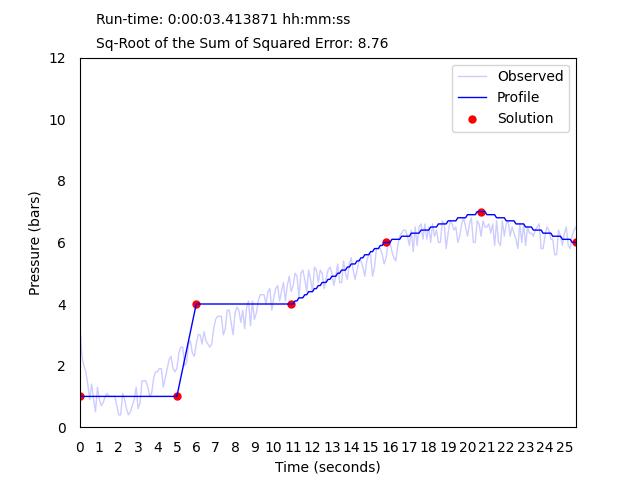 Run-time: 0:00:03.413871 hh:mm:ss
Sq-Root of the Sum of Squared Error: 8.76
12
10
8
6
4
2
0
Pressure (bars)
Observed
Profile
Solution
0 1 2 3 4 5 6 7 8 9 10 11 12 13 14 15 16 17 18 19 20 21 22 23 24 25
Time (seconds)